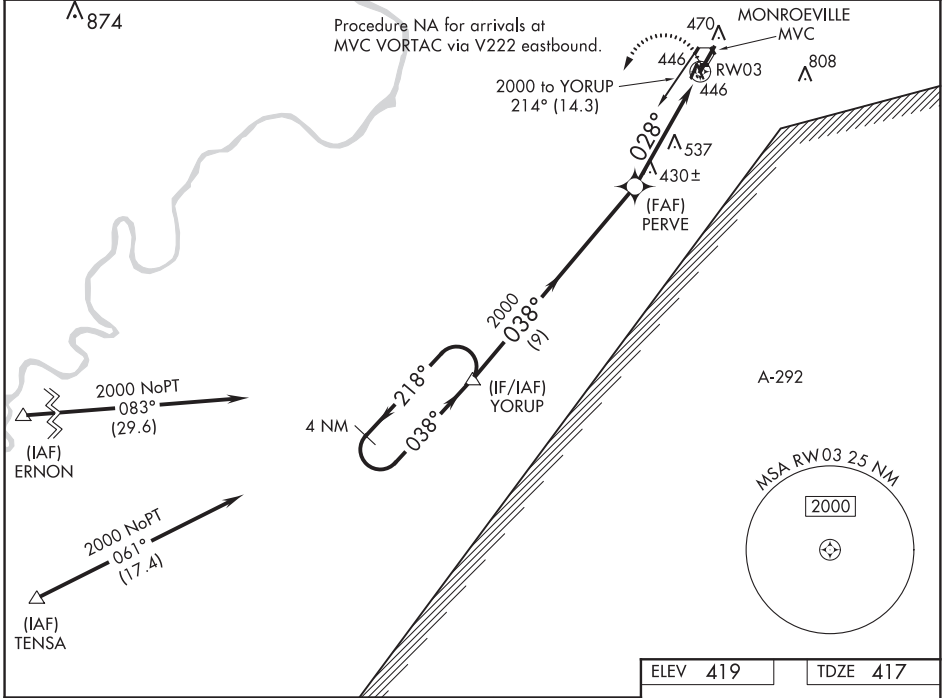 874
Procedure NA for arrivals at
MVC VORTAC via V222 eastbound.
MONROEVILLE
MVC
470
446
RW03
446
808
2000 to YORUP
214° (14.3)
028°
537
430±
(FAF)
PERVE
2000
038°
(9)
218°
038°
4 NM
(IF/IAF)
YORUP
A-292
2000 NoPT
083°
(29.6)
(IAF)
ERNON
2000 NoPT
061°
(17.4)
(IAF)
TENSA
MSA RW03 25 NM
2000
ELEV 419
TDZE 417